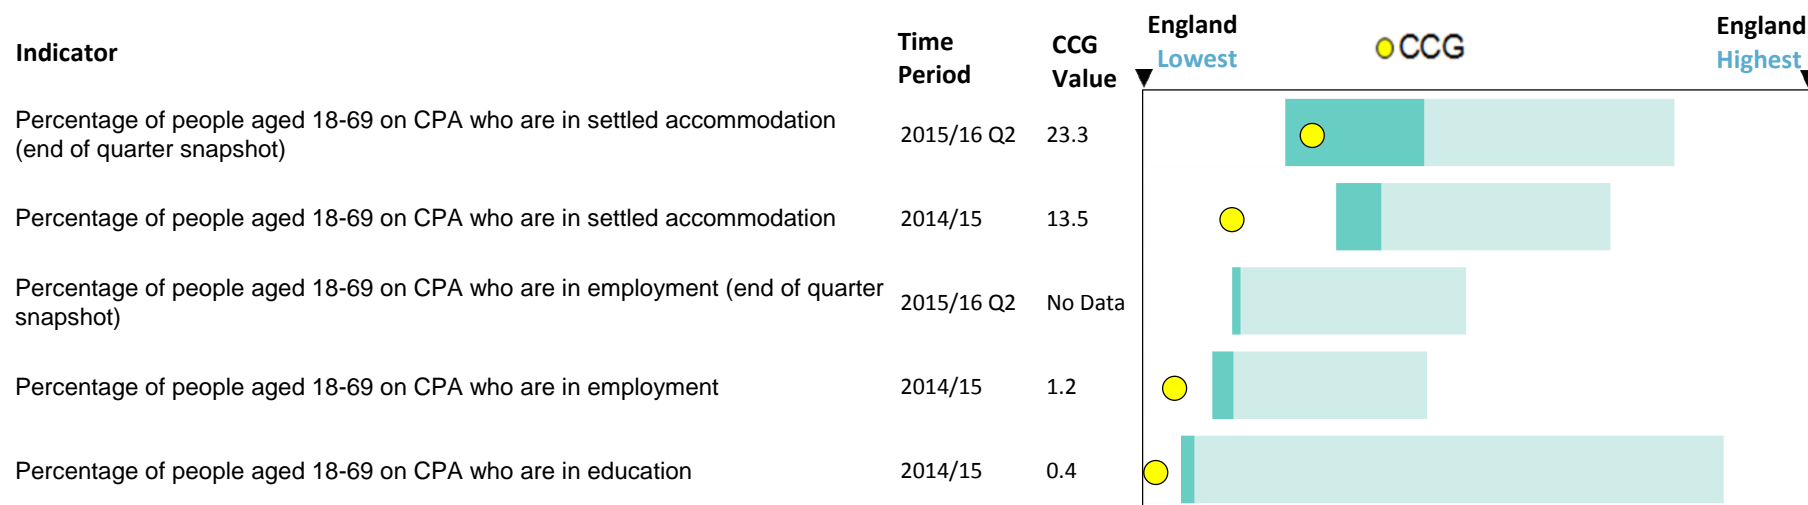 Indicator
Time Period
CCG Value
England Lowest
CCG
England Highest
Percentage of people aged 18-69 on CPA who are in settled accommodation
(end of quarter snapshot)
2015/16 Q2
23.3
Percentage of people aged 18-69 on CPA who are in settled accommodation
2014/15
13.5
Percentage of people aged 18-69 on CPA who are in employment (end of quarter
snapshot)
2015/16 Q2
No Data
Percentage of people aged 18-69 on CPA who are in employment
2014/15
1.2
Percentage of people aged 18-69 on CPA who are in education
2014/15
0.4